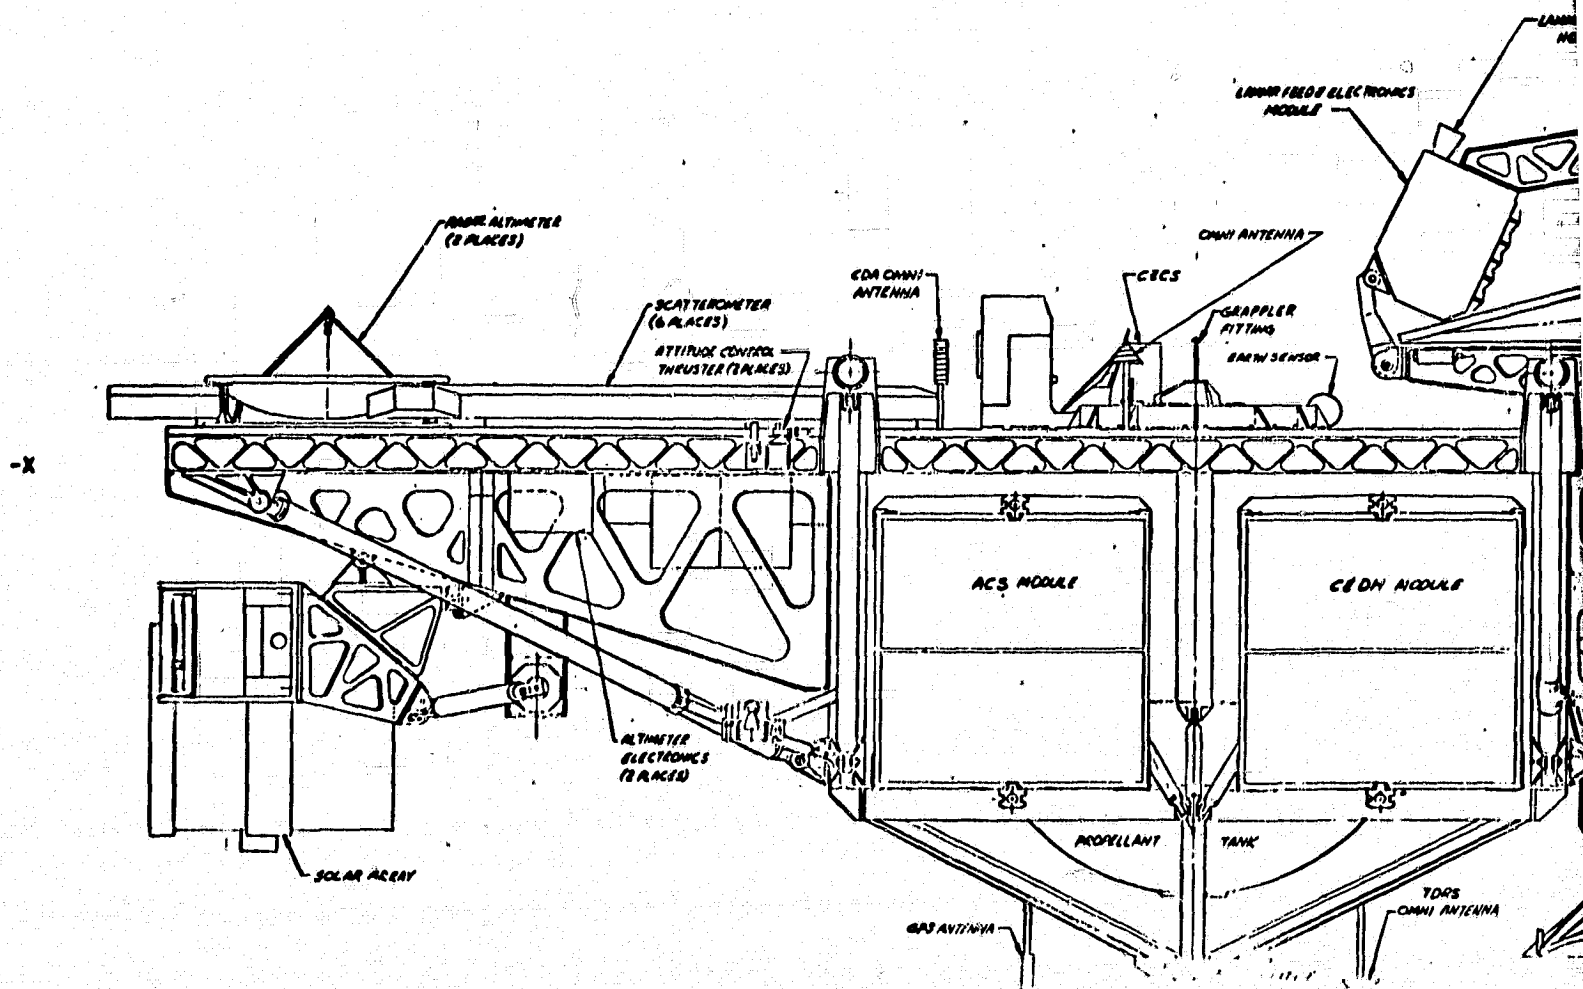 LAMMR FEED & ELECTRONICS
MODULE
RADAR ALTIMETER
(2 PLACES)
OMNI ANTENNA
CDA OMNI
ANTENNA
CZCS
SCATTEROMETER
(6 PLACES)
GRAPPLER
FITTING
ATTITUDE CONTROL
THRUSTER (2 PLACES)
EARTH SENSOR
-X
ACS MODULE
C&DH MODULE
ALTIMETER
ELECTRONICS
(2 PLACES)
PROPELLANT TANK
SOLAR ARRAY
TDRS
OMNI ANTENNA
GPS ANTENNA